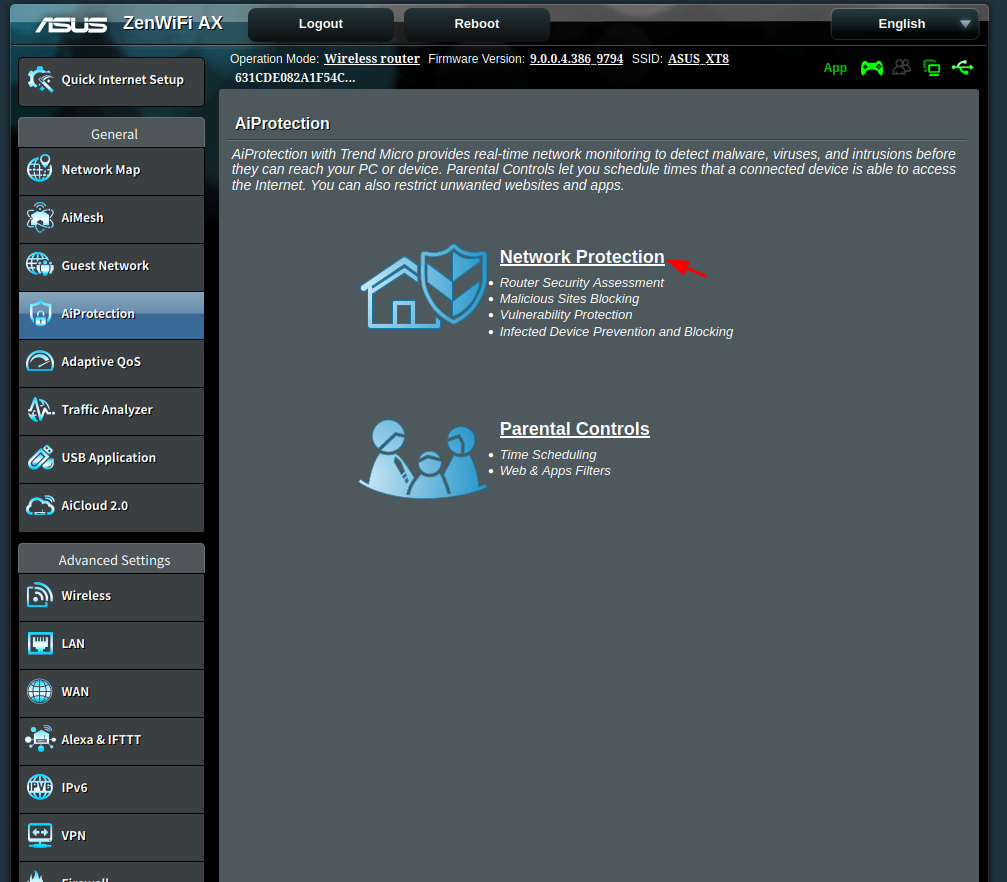 ASUS ZenWiFi AX Logout Reboot English
Quick Internet Setup
Operation Mode: Wireless router Firmware Version: 9.0.0.4.386_9794 SSID: ASUS_XT8
631CDE082A1F54C...
App
General
Network Map
AiMesh
Guest Network
AiProtection
Adaptive QoS
Traffic Analyzer
USB Application
AiCloud 2.0
Advanced Settings
Wireless
LAN
WAN
Alexa & IFTTT
IPv6
IPv6
VPN
Firewall
AiProtection
AiProtection with Trend Micro provides real-time network monitoring to detect malware, viruses, and intrusions before
they can reach your PC or device. Parental Controls let you schedule times that a connected device is able to access
the Internet. You can also restrict unwanted websites and apps.
Network Protection
• Router Security Assessment
• Malicious Sites Blocking
• Vulnerability Protection
• Infected Device Prevention and Blocking
Parental Controls
• Time Scheduling
• Web & Apps Filters